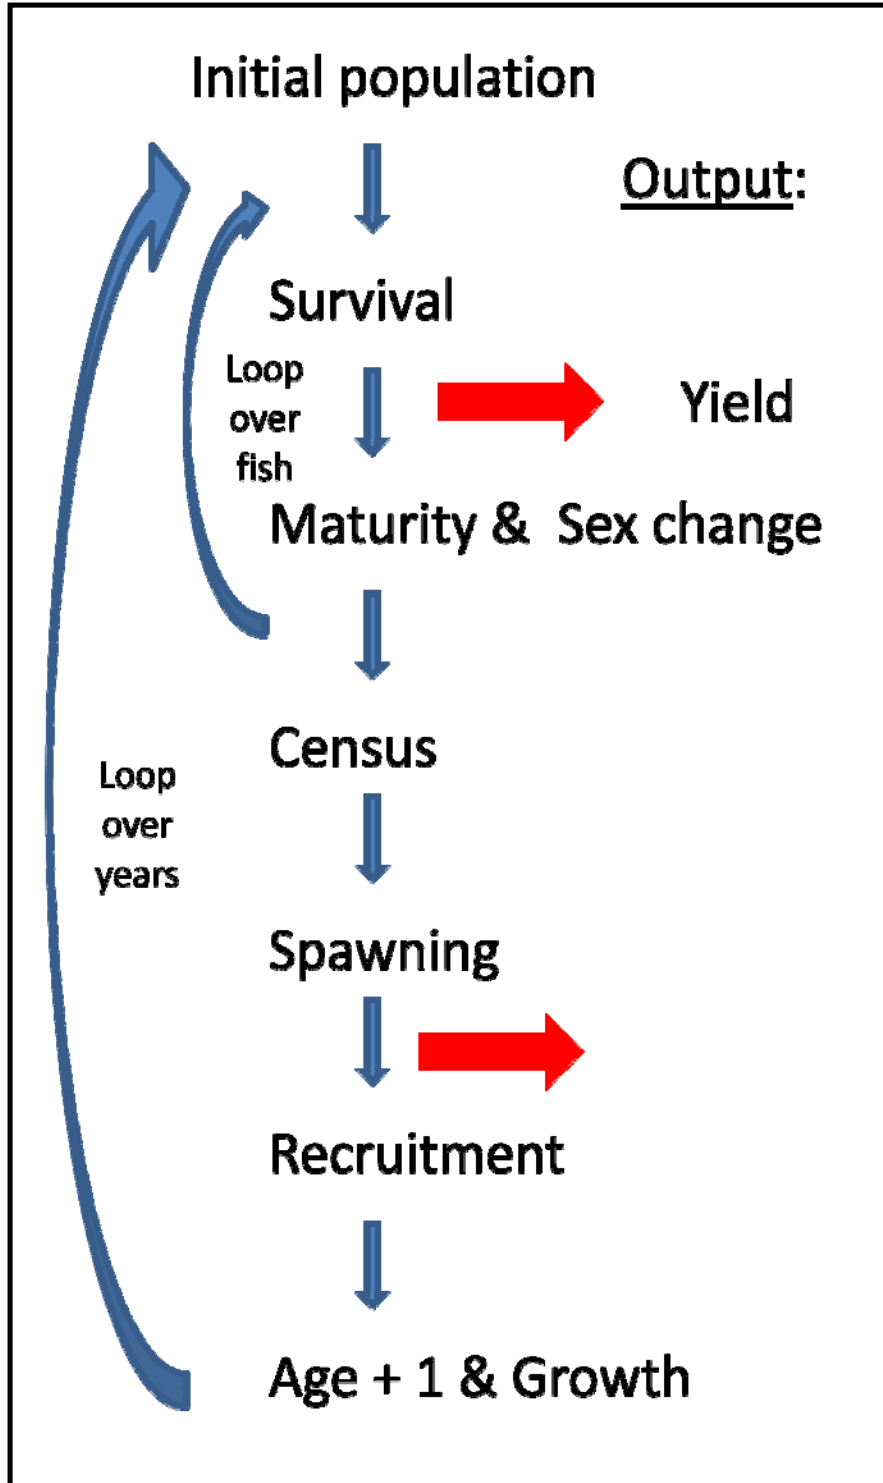 Initial population
Output:
Survival
Loop
over
fish
Yield
Maturity & Sex change
Census
Loop
over
years
Spawning
Recruitment
Age + 1 & Growth